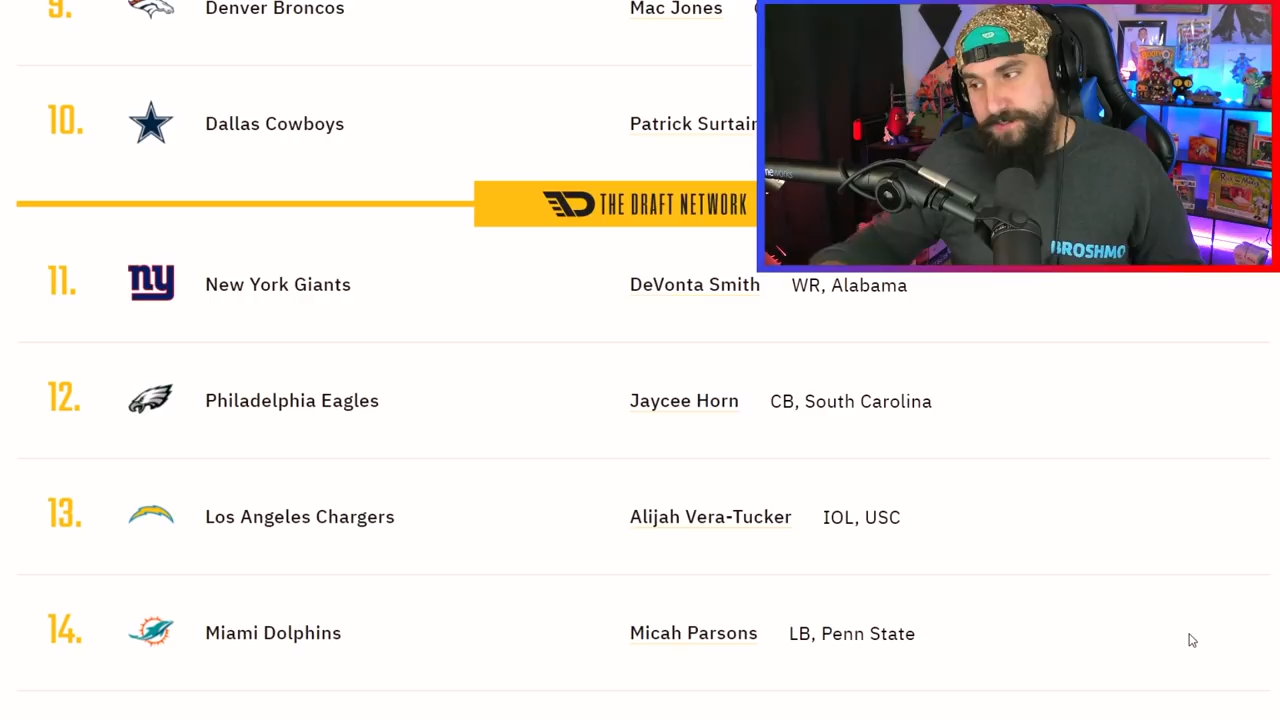 9. Denver Broncos Mac Jones
10. Dallas Cowboys Patrick Surtain
THE DRAFT NETWORK
11. New York Giants DeVonta Smith WR, Alabama
12. Philadelphia Eagles Jaycee Horn CB, South Carolina
13. Los Angeles Chargers Alijah Vera-Tucker IOL, USC
14. Miami Dolphins Micah Parsons LB, Penn State
BROSHMO